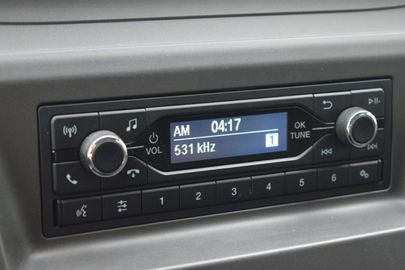 AM 04:17
531 kHz 1
VOL
OK
TUNE
1 2 3 4 5 6